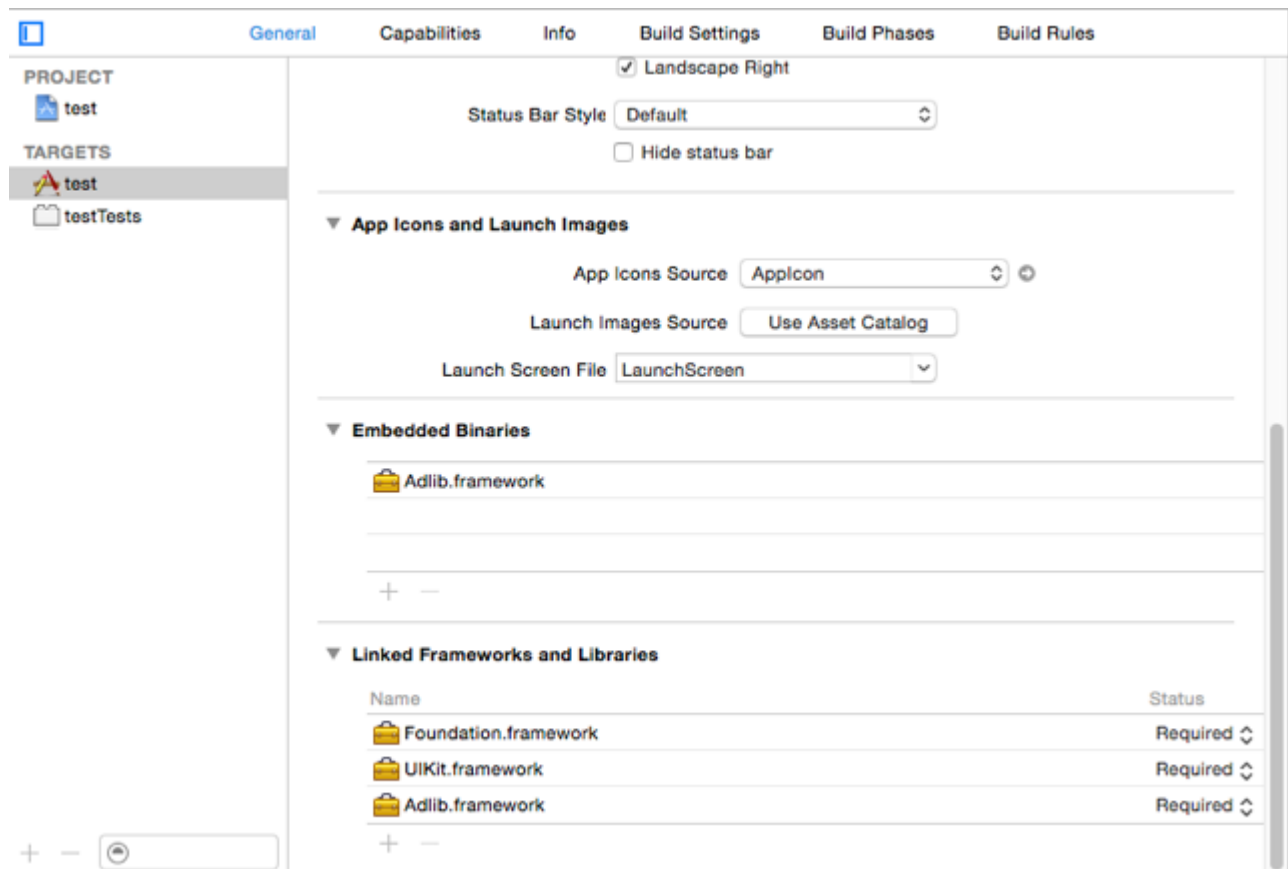 General Capabilities Info Build Settings Build Phases Build Rules
PROJECT
test
TARGETS
test
testTests
Landscape Right
Status Bar Style Default
Hide status bar
App Icons and Launch Images
App Icons Source AppIcon
Launch Images Source Use Asset Catalog
Launch Screen File LaunchScreen
Embedded Binaries
Adlib.framework
Linked Frameworks and Libraries
Name Status
Foundation.framework Required
UIKit.framework Required
Adlib.framework Required